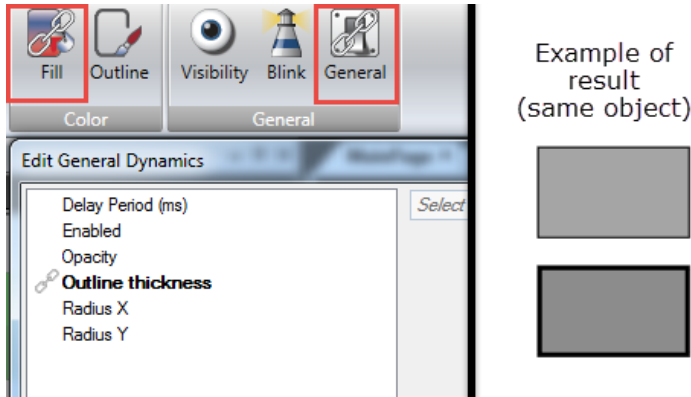 Fill Outline Visibility Blink General
Color General
Edit General Dynamics
Delay Period (ms)
Enabled
Opacity
Outline thickness
Radius X
Radius Y
Select
Example of
result
(same object)